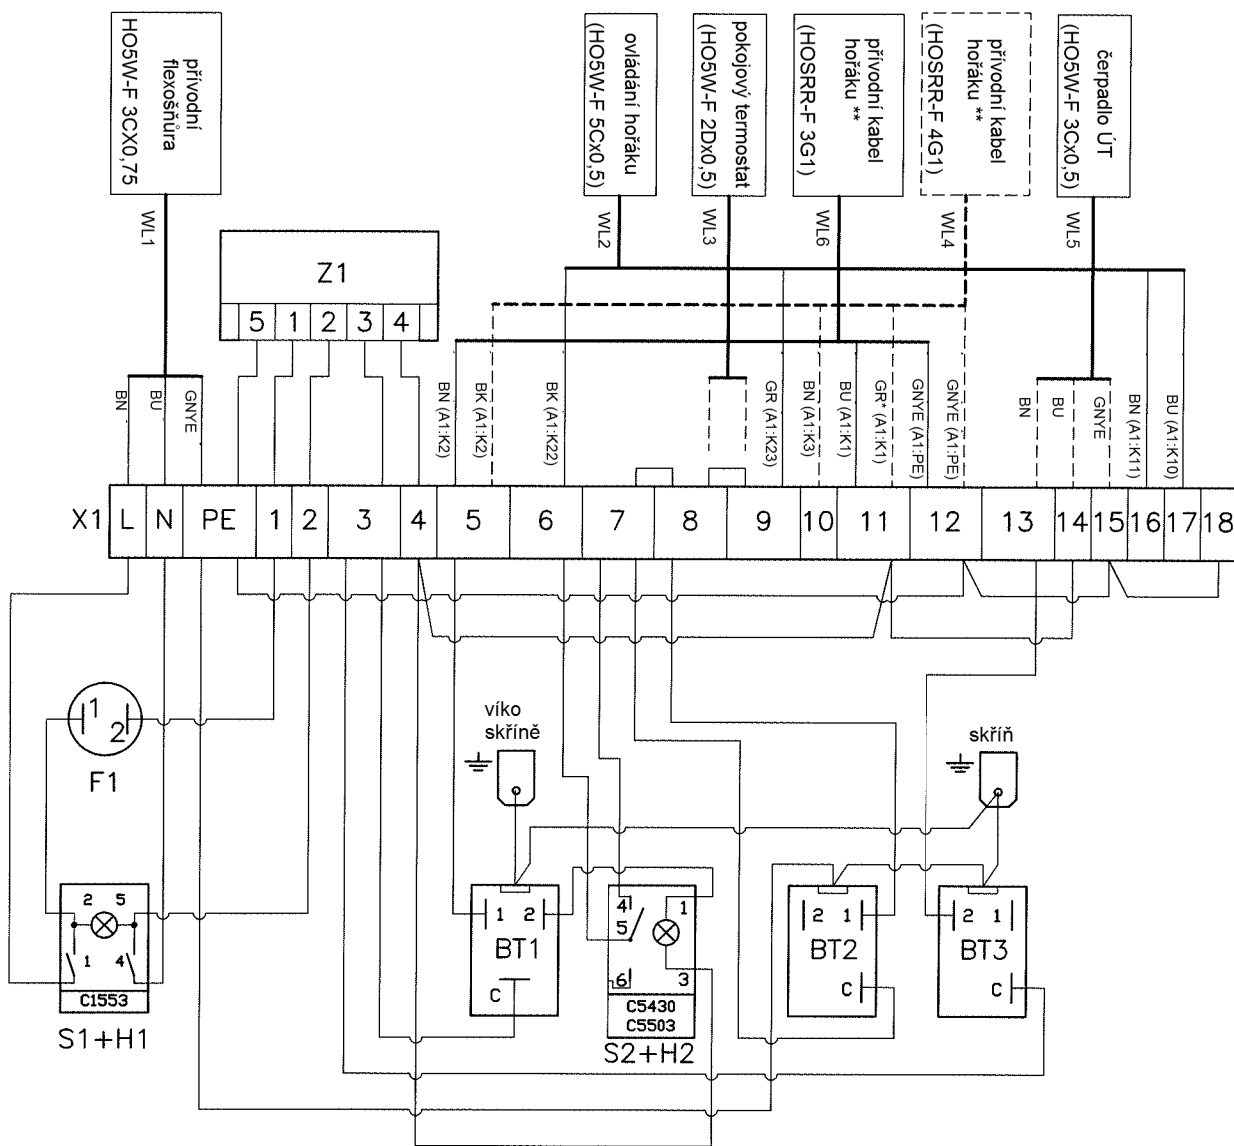 přívodní
flexošňůra
HO5W-F 3CX0,75
ovládání hořáku
(HO5W-F 5Cx0,5)
pokojový termostat
(HO5W-F 2Dx0,5)
přívodní kabel
hořáku **
(HOSRR-F 3G1)
přívodní kabel
hořáku **
(HOSRR-F 4G1)
čerpadlo ÚT
(HO5W-F 3Cx0,5)
WL1
WL2
WL3
WL6
WL4
WL5
Z1
5 1 2 3 4
BN
BU
GNYE
BN (A1:K2)
BK (A1:K2)
BK (A1:K22)
GR (A1:K23)
BN (A1:K3)
BU (A1:K1)
GR* (A1:K1)
GNYE (A1:PE)
GNYE (A1:PE)
BN
BU
GNYE
BN (A1:K11)
BU (A1:K10)
X1 L N PE 1 2 3 4 5 6 7 8 9 10 11 12 13 14 15 16 17 18
1
2
F1
víko
skříně
skříň
2 5
1 4
C1553
S1+H1
1 2
BT1
C
4 1
5
6 3
C5430
C5503
S2+H2
2 1
BT2
C
2 1
BT3
C